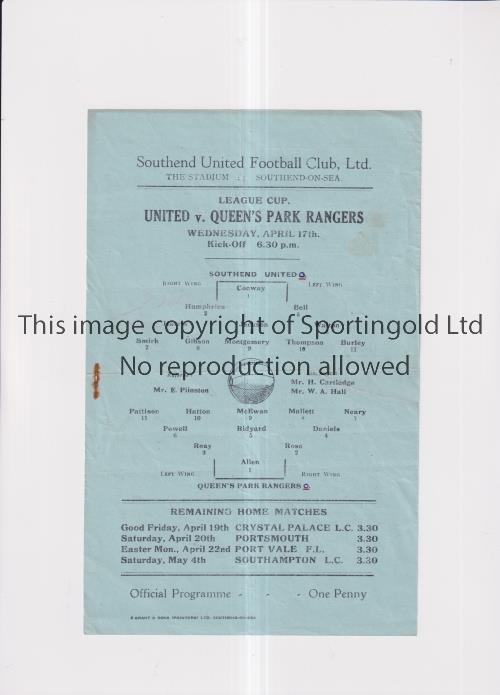 Southend United Football Club, Ltd.
THE STADIUM :: SOUTHEND-ON-SEA.
LEAGUE CUP.
UNITED v. QUEEN'S PARK RANGERS
WEDNESDAY, APRIL 17th.
Kick-Off 6.30 p.m.
SOUTHEND UNITED 0
RIGHT WING Conway LEFT WING
1
Humphries Bell
This image copyright of Sportingold Ltd
Smirk Gibson Montgomery Thompson Burley
7 8 9 10 11
No reproduction allowed
Mr. H. Cartledge
Mr. E. Plinston Mr. W. A. Hall
Pattison Hatton McEwan Mallett Neary
11 10 9 8 7
Powell Ridyard Daniels
6 5 4
Reay Rose
3 2
Allen
LEFT WING 1 RIGHT WING
QUEEN'S PARK RANGERS 0
REMAINING HOME MATCHES
Good Friday, April 19th CRYSTAL PALACE L.C. 3.30
Saturday, April 20th PORTSMOUTH 3.30
Easter Mon., April 22nd PORT VALE F.L. 3.30
Saturday, May 4th SOUTHAMPTON L.C. 3.30
Official Programme - - - One Penny